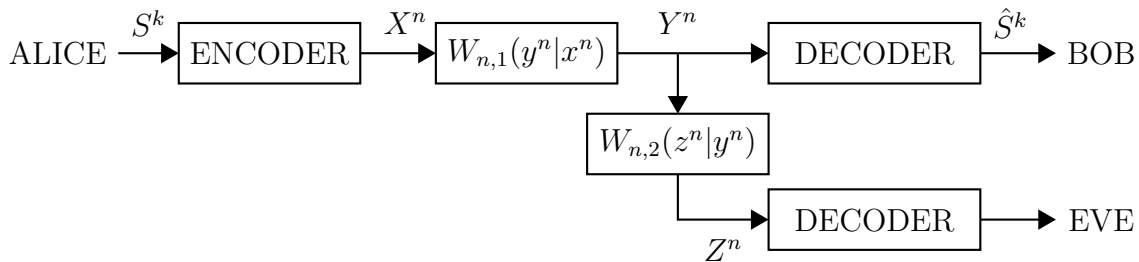 ALICE S^k ENCODER X^n W_{n,1}(y^n|x^n) Y^n DECODER Ŝ^k BOB
W_{n,2}(z^n|y^n)
Z^n DECODER EVE